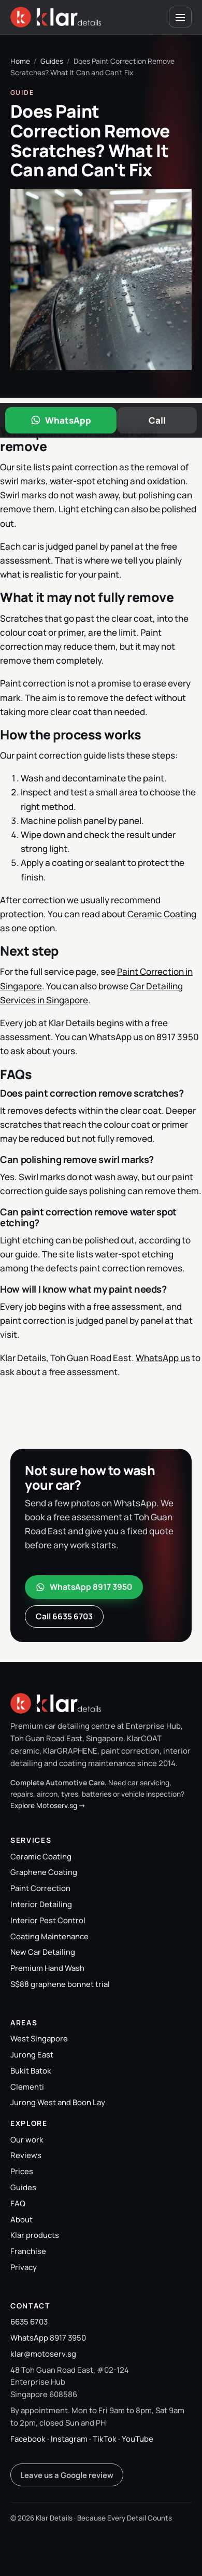 klar details
Home / Guides / Does Paint Correction Remove
Scratches? What It Can and Can't Fix
GUIDE
Does Paint
Correction Remove
Scratches? What It
Can and Can't Fix
WhatsApp
Call
remove
Our site lists paint correction as the removal of
swirl marks, water-spot etching and oxidation.
Swirl marks do not wash away, but polishing can
remove them. Light etching can also be polished
out.
Each car is judged panel by panel at the free
assessment. That is where we tell you plainly
what is realistic for your paint.
What it may not fully remove
Scratches that go past the clear coat, into the
colour coat or primer, are the limit. Paint
correction may reduce them, but it may not
remove them completely.
Paint correction is not a promise to erase every
mark. The aim is to remove the defect without
taking more clear coat than needed.
How the process works
Our paint correction guide lists these steps:
1. Wash and decontaminate the paint.
2. Inspect and test a small area to choose the
right method.
3. Machine polish panel by panel.
4. Wipe down and check the result under
strong light.
5. Apply a coating or sealant to protect the
finish.
After correction we usually recommend
protection. You can read about Ceramic Coating
as one option.
Next step
For the full service page, see Paint Correction in
Singapore. You can also browse Car Detailing
Services in Singapore.
Every job at Klar Details begins with a free
assessment. You can WhatsApp us on 8917 3950
to ask about yours.
FAQs
Does paint correction remove scratches?
It removes defects within the clear coat. Deeper
scratches that reach the colour coat or primer
may be reduced but not fully removed.
Can polishing remove swirl marks?
Yes. Swirl marks do not wash away, but our paint
correction guide says polishing can remove them.
Can paint correction remove water spot
etching?
Light etching can be polished out, according to
our guide. The site lists water-spot etching
among the defects paint correction removes.
How will I know what my paint needs?
Every job begins with a free assessment, and
paint correction is judged panel by panel at that
visit.
Klar Details, Toh Guan Road East. WhatsApp us to
ask about a free assessment.
Not sure how to wash
your car?
Send a few photos on WhatsApp. We
can book a free assessment at Toh Guan
Road East and give you a fixed quote
before any work starts.
WhatsApp 8917 3950
Call 6635 6703
klar details
Premium car detailing centre at Enterprise Hub,
Toh Guan Road East, Singapore. KlarCOAT
ceramic, KlarGRAPHENE, paint correction, interior
detailing and coating maintenance since 2014.
Complete Automotive Care. Need car servicing,
repairs, aircon, tyres, batteries or vehicle inspection?
Explore Motoserv.sg →
SERVICES
Ceramic Coating
Graphene Coating
Paint Correction
Interior Detailing
Interior Pest Control
Coating Maintenance
New Car Detailing
Premium Hand Wash
S$88 graphene bonnet trial
AREAS
West Singapore
Jurong East
Bukit Batok
Clementi
Jurong West and Boon Lay
EXPLORE
Our work
Reviews
Prices
Guides
FAQ
About
Klar products
Franchise
Privacy
CONTACT
6635 6703
WhatsApp 8917 3950
klar@motoserv.sg
48 Toh Guan Road East, #02-124
Enterprise Hub
Singapore 608586
By appointment. Mon to Fri 9am to 8pm, Sat 9am
to 2pm, closed Sun and PH
Facebook · Instagram · TikTok · YouTube
Leave us a Google review
© 2026 Klar Details · Because Every Detail Counts